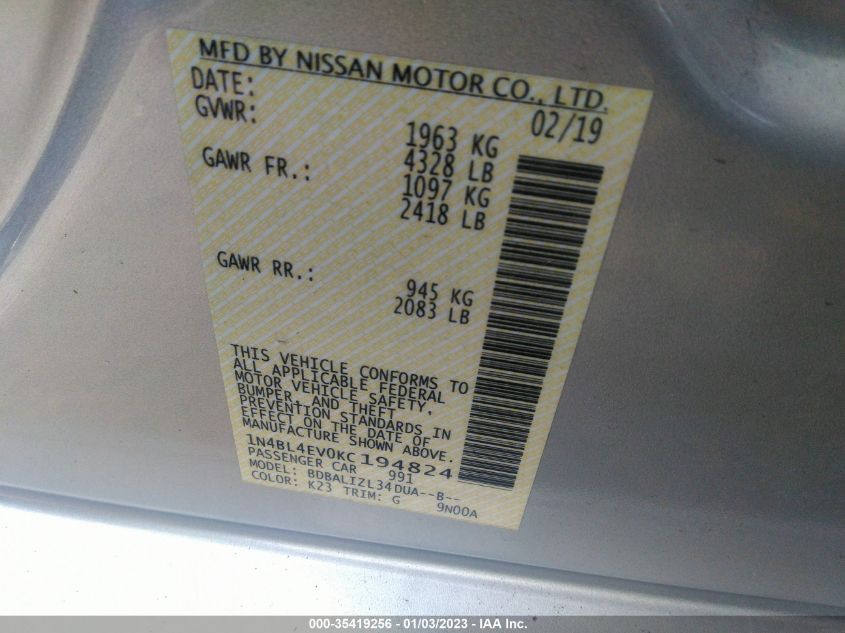 MFD BY NISSAN MOTOR CO., LTD.
DATE: 02/19
GVWR: 1963 KG
4328 LB
GAWR FR.: 1097 KG
2418 LB
GAWR RR.: 945 KG
2083 LB
THIS VEHICLE CONFORMS TO
ALL APPLICABLE FEDERAL
MOTOR VEHICLE SAFETY,
BUMPER, AND THEFT
PREVENTION STANDARDS IN
EFFECT ON THE DATE OF
MANUFACTURE SHOWN ABOVE.
1N4BL4EV0KC194824
PASSENGER CAR 991
MODEL: BDBALIZL34DUA--B--
COLOR: K23 TRIM: G 9N00A
000-35419256 - 01/03/2023 - IAA Inc.